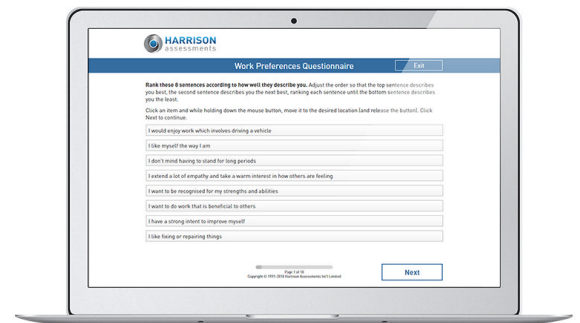 HARRISON
assessments
Work Preferences Questionnaire
Exit
Rank these 8 sentences according to how well they describe you. Adjust the order so that the top sentence describes
you best, the second sentence describes you the next best, ranking each sentence until the bottom sentence describes
you the least.
Click an item and while holding down the mouse button, move it to the desired location (and release the button). Click
Next to continue.
I would enjoy work which involves driving a vehicle
I like myself the way I am
I don't mind having to stand for long periods
I extend a lot of empathy and take a warm interest in how others are feeling
I want to be recognised for my strengths and abilities
I want to do work that is beneficial to others
I have a strong intent to improve myself
I like fixing or repairing things
Page 1 of 18
Copyright © 1991-2018 Harrison Assessments Int'l Limited
Next